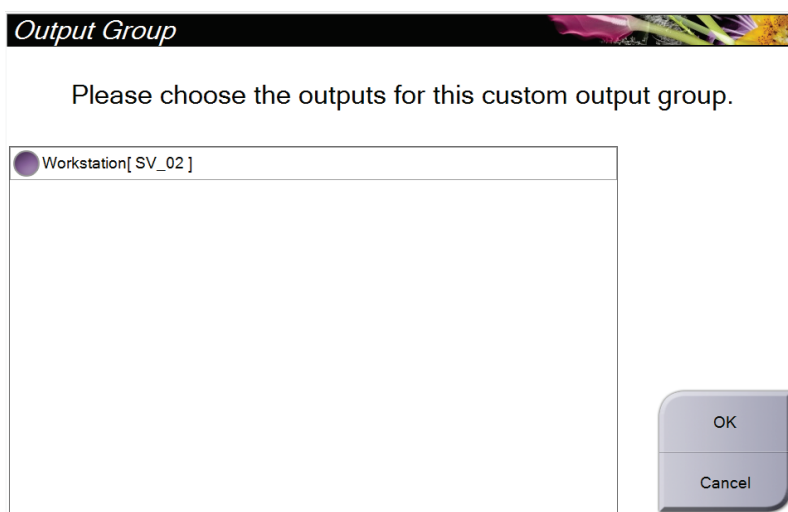 Output Group
Please choose the outputs for this custom output group.
Workstation[ SV_02 ]
OK
Cancel